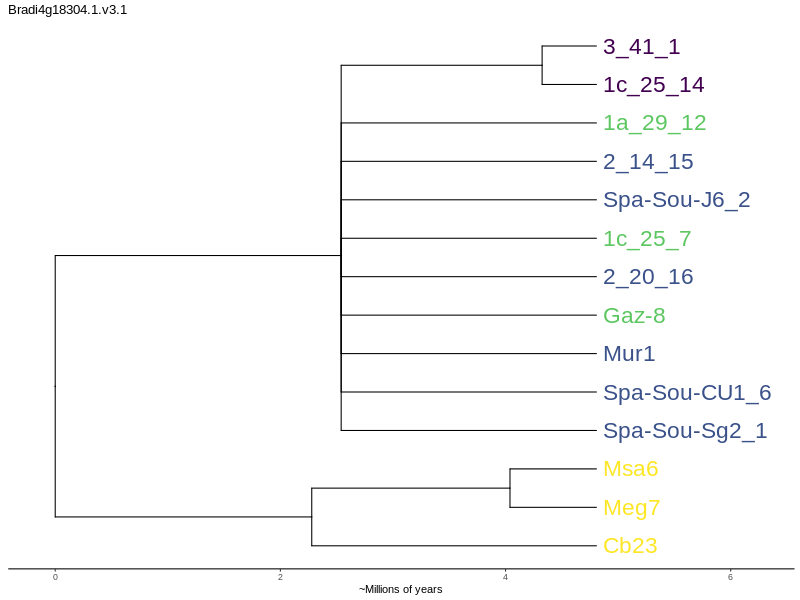 Bradi4g18304.1.v3.1
3_41_1
1c_25_14
1a_29_12
2_14_15
Spa-Sou-J6_2
1c_25_7
2_20_16
Gaz-8
Mur1
Spa-Sou-CU1_6
Spa-Sou-Sg2_1
Msa6
Meg7
Cb23
0 2 4 6
~Millions of years